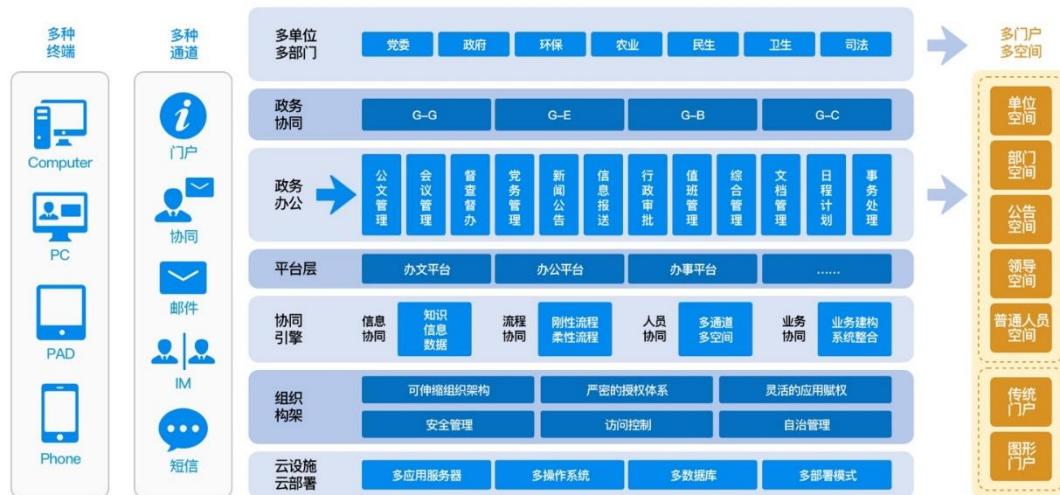 多种
终端
Computer
PC
PAD
Phone
多种
通道
门户
协同
邮件
IM
短信
多单位
多部门
党委
政府
环保
农业
民生
卫生
司法
政务
协同
G-G
G-E
G-B
G-C
政务
办公
公文管理
会议管理
督查督办
党务管理
新闻公告
信息报送
行政审批
值班管理
综合管理
文档管理
日程计划
事务处理
平台层
办文平台
办公平台
办事平台
......
协同
引擎
信息
协同
知识
信息
数据
流程
协同
刚性流程
柔性流程
人员
协同
多通道
多空间
业务
协同
业务建构
系统整合
组织
构架
可伸缩组织架构
严密的授权体系
灵活的应用赋权
安全管理
访问控制
自治管理
云设施
云部署
多应用服务器
多操作系统
多数据库
多部署模式
多门户
多空间
单位
空间
部门
空间
公告
空间
领导
空间
普通人员
空间
传统
门户
图形
门户